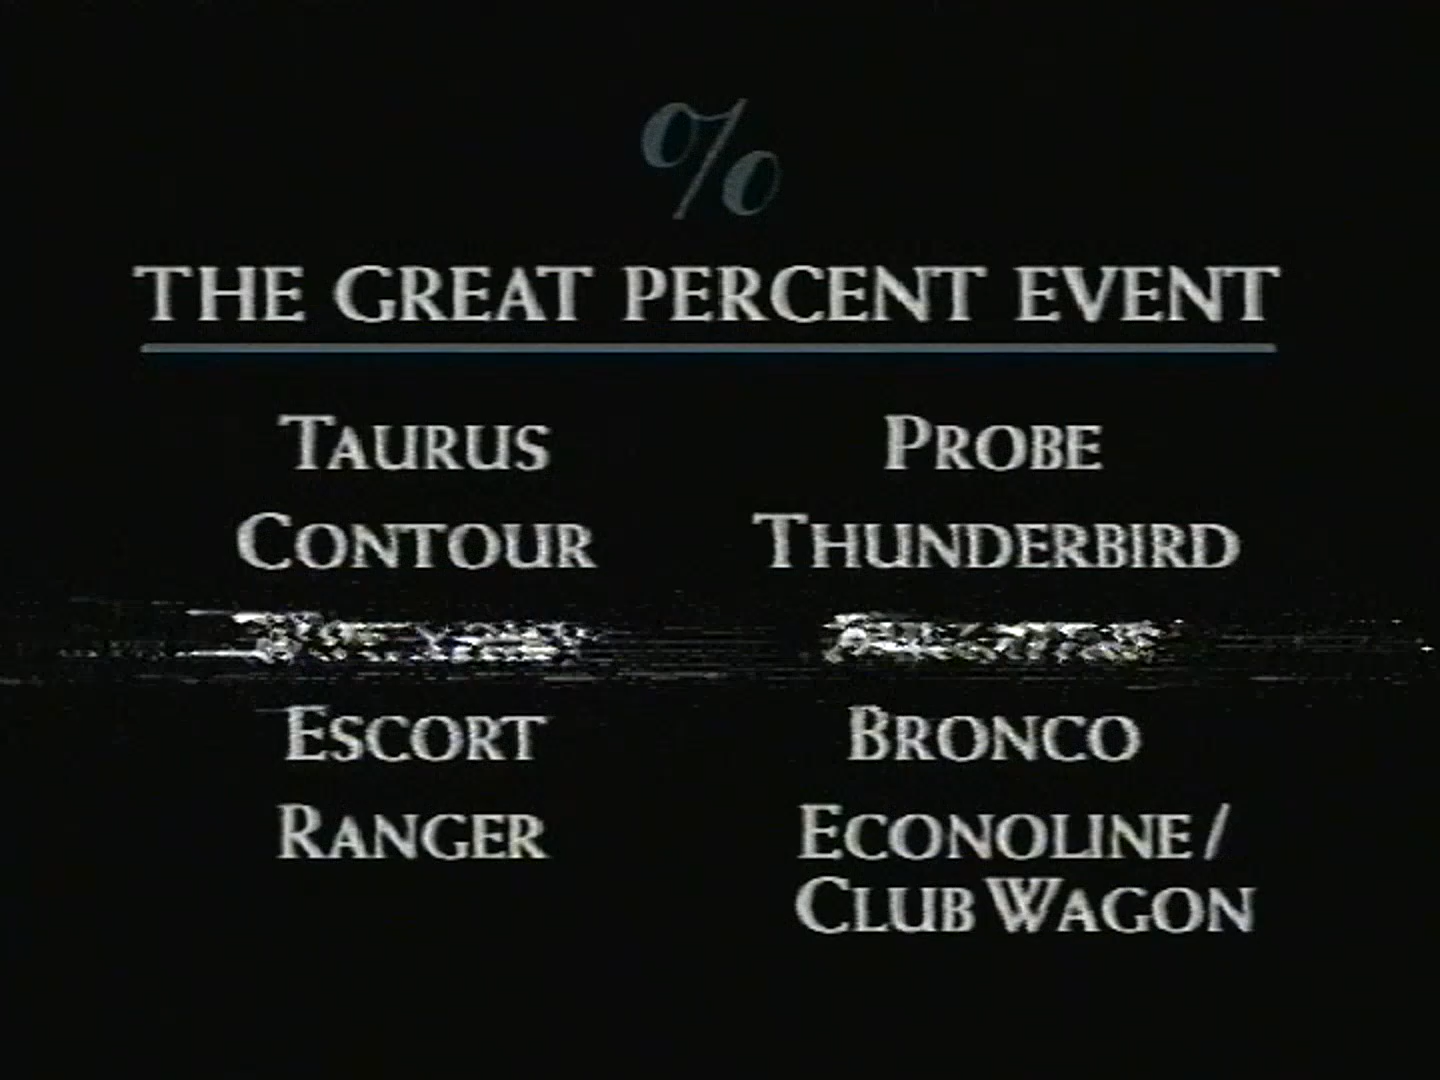 %
THE GREAT PERCENT EVENT
TAURUS PROBE
CONTOUR THUNDERBIRD
ESCORT BRONCO
RANGER ECONOLINE /
CLUB WAGON